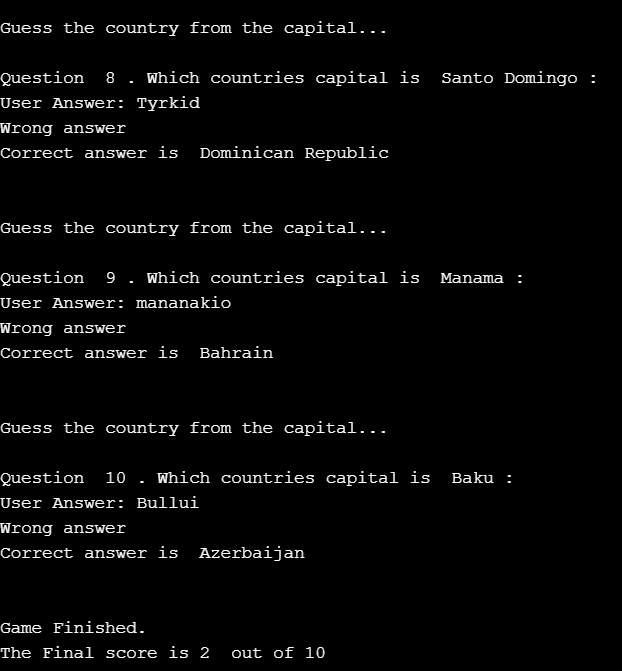 Guess the country from the capital...
Question  8 . Which countries capital is  Santo Domingo :
User Answer: Tyrkid
Wrong answer
Correct answer is  Dominican Republic
Guess the country from the capital...
Question  9 . Which countries capital is  Manama :
User Answer: mananakio
Wrong answer
Correct answer is  Bahrain
Guess the country from the capital...
Question  10 . Which countries capital is  Baku :
User Answer: Bullui
Wrong answer
Correct answer is  Azerbaijan
Game Finished.
The Final score is 2  out of 10